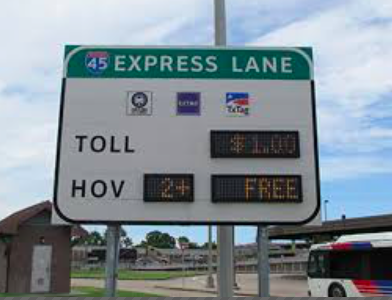 45 EXPRESS LANE
TxTag
TOLL $1.00
HOV 2+ FREE